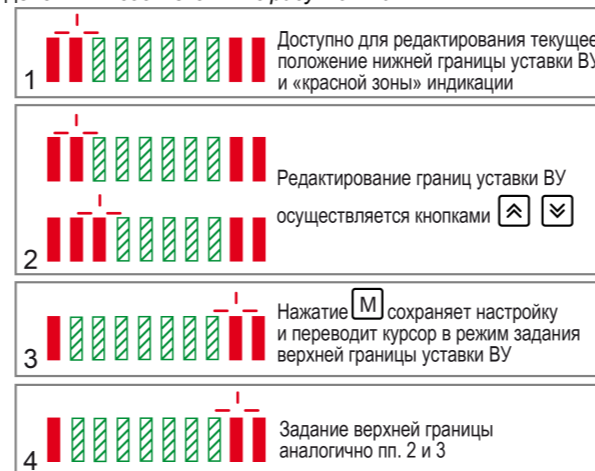 1
Доступно для редактирования текущее
положение нижней границы уставки ВУ
и «красной зоны» индикации
2
Редактирование границ уставки ВУ
осуществляется кнопками
3
Нажатие M сохраняет настройку
и переводит курсор в режим задания
верхней границы уставки ВУ
4
Задание верхней границы
аналогично пп. 2 и 3